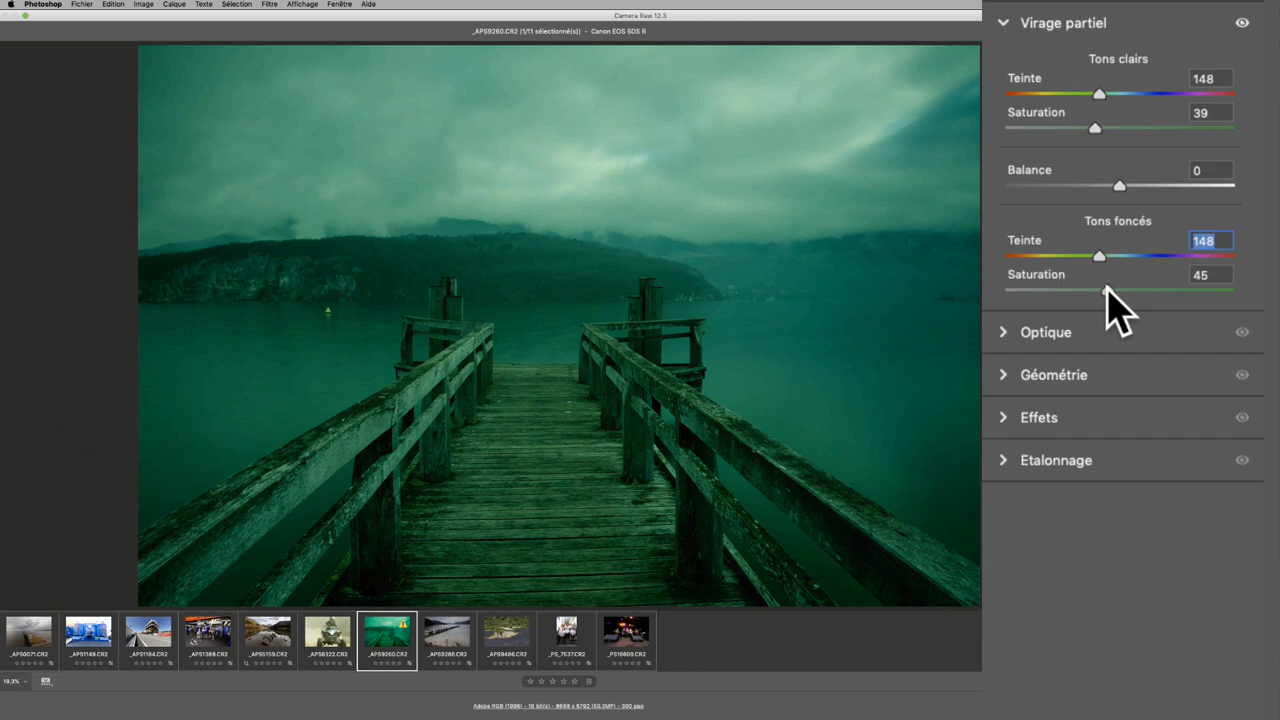 Photoshop Fichier Edition Image Calque Texte Sélection Filtre Affichage Fenêtre Aide
Camera Raw 12.3
_APS9260.CR2 (1/11 sélectionné(s)) - Canon EOS 5DS R
Virage partiel
Tons clairs
Teinte 148
Saturation 39
Balance 0
Tons foncés
Teinte 148
Saturation 45
Optique
Géométrie
Effets
Etalonnage
_APS0071.CR2 _APS1149.CR2 _APS1184.CR2 _APS1389.CR2 _APS5159.CR2 _APS8322.CR2 _APS9260.CR2 _APS9286.CR2 _APS9486.CR2 _PS_7537.CR2 _PS16609.CR2
19,3%
Adobe RGB (1998) - 16 bit(s) - 8688 x 5792 (50.3MP) - 300 ppp